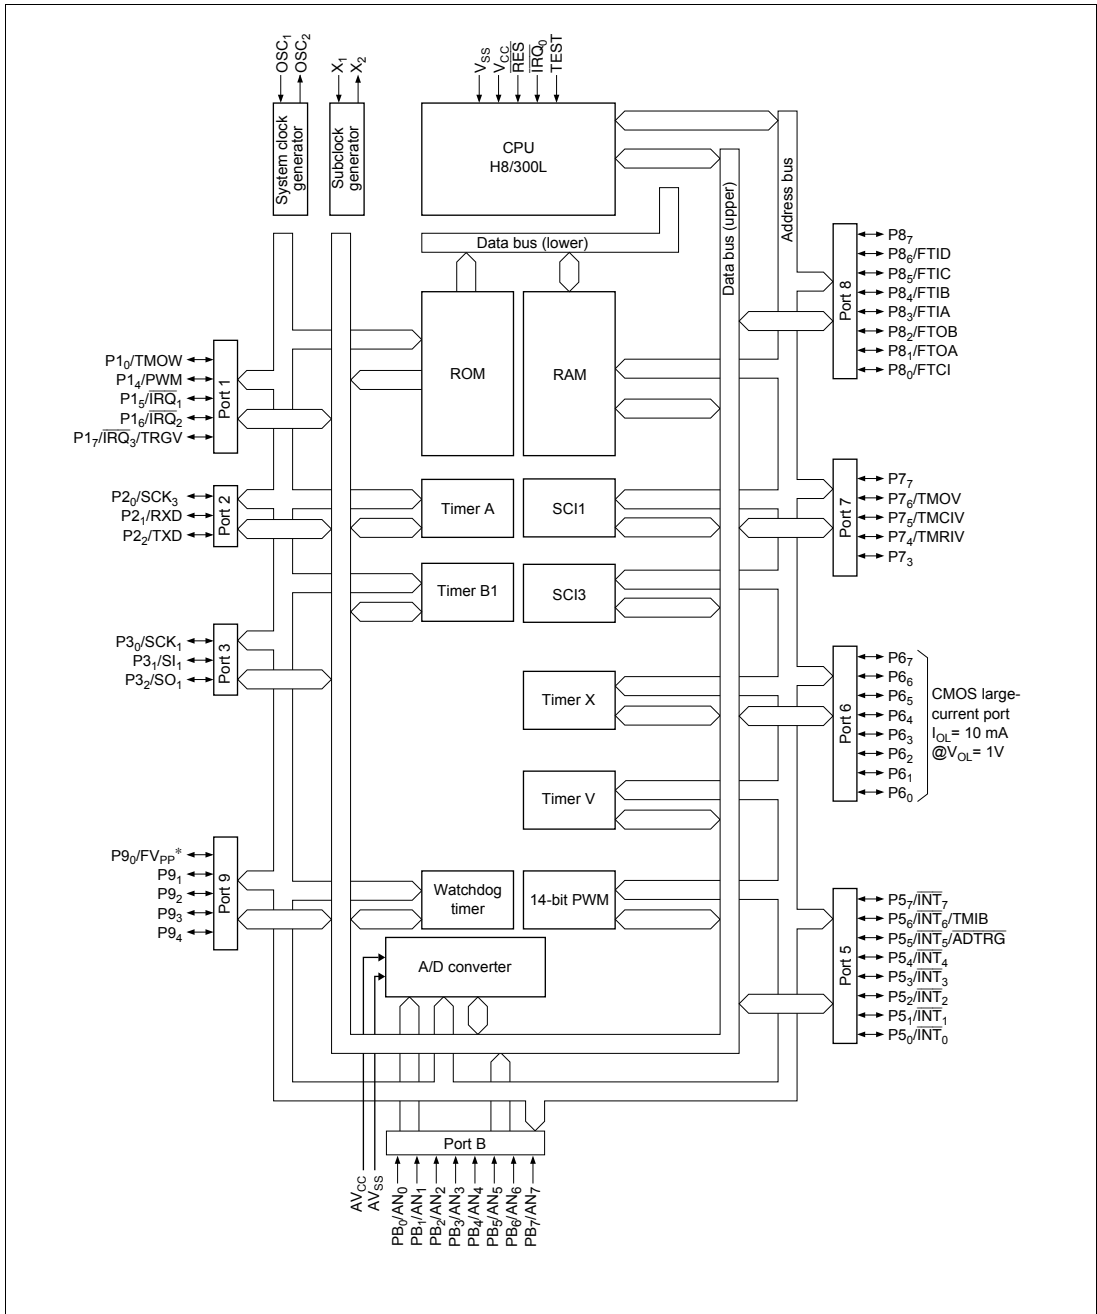 OSC1
OSC2
X1
X2
VSS
VCC
RES
IRQ0
TEST
System clock
generator
Subclock
generator
CPU
H8/300L
Data bus (lower)
Data bus (upper)
Address bus
ROM
RAM
P10/TMOW
P14/PWM
P15/IRQ1
P16/IRQ2
P17/IRQ3/TRGV
Port 1
P87
P86/FTID
P85/FTIC
P84/FTIB
P83/FTIA
P82/FTOB
P81/FTOA
P80/FTCI
Port 8
P20/SCK3
P21/RXD
P22/TXD
Port 2
Timer A
SCI1
P77
P76/TMOV
P75/TMCIV
P74/TMRIV
P73
Port 7
Timer B1
SCI3
P30/SCK1
P31/SI1
P32/SO1
Port 3
Timer X
P67
P66
P65
P64
P63
P62
P61
P60
Port 6
CMOS large-
current port
IOL= 10 mA
@VOL= 1V
Timer V
P90/FVPP*
P91
P92
P93
P94
Port 9
Watchdog
timer
14-bit PWM
P57/INT7
P56/INT6/TMIB
P55/INT5/ADTRG
P54/INT4
P53/INT3
P52/INT2
P51/INT1
P50/INT0
Port 5
A/D converter
Port B
AVCC
AVSS
PB0/AN0
PB1/AN1
PB2/AN2
PB3/AN3
PB4/AN4
PB5/AN5
PB6/AN6
PB7/AN7